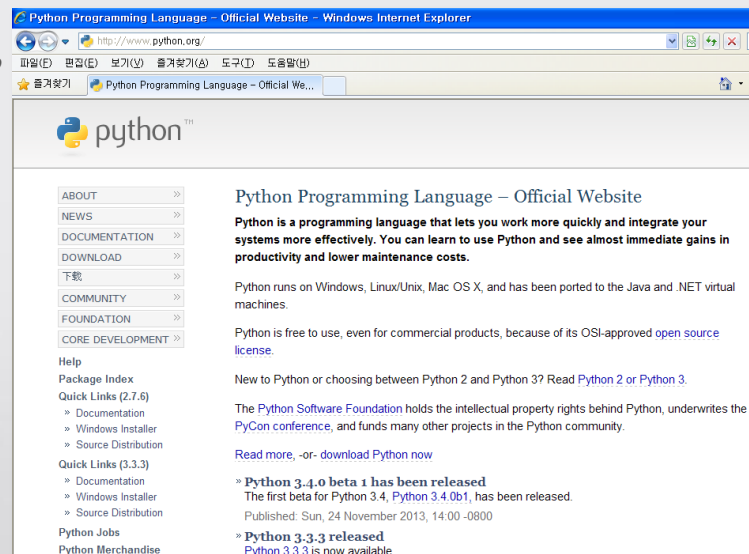 Python Programming Language – Official Website - Windows Internet Explorer
http://www.python.org/
파일(F) 편집(E) 보기(V) 즐겨찾기(A) 도구(T) 도움말(H)
즐겨찾기 Python Programming Language – Official We...
python™
ABOUT »
NEWS »
DOCUMENTATION »
DOWNLOAD »
下载 »
COMMUNITY »
FOUNDATION »
CORE DEVELOPMENT »
Help
Package Index
Quick Links (2.7.6)
» Documentation
» Windows Installer
» Source Distribution
Quick Links (3.3.3)
» Documentation
» Windows Installer
» Source Distribution
Python Jobs
Python Merchandise
Python Programming Language – Official Website
Python is a programming language that lets you work more quickly and integrate your
systems more effectively. You can learn to use Python and see almost immediate gains in
productivity and lower maintenance costs.
Python runs on Windows, Linux/Unix, Mac OS X, and has been ported to the Java and .NET virtual
machines.
Python is free to use, even for commercial products, because of its OSI-approved open source
license.
New to Python or choosing between Python 2 and Python 3? Read Python 2 or Python 3.
The Python Software Foundation holds the intellectual property rights behind Python, underwrites the
PyCon conference, and funds many other projects in the Python community.
Read more, -or- download Python now
» Python 3.4.0 beta 1 has been released
The first beta for Python 3.4, Python 3.4.0b1, has been released.
Published: Sun, 24 November 2013, 14:00 -0800
» Python 3.3.3 released
Python 3.3.3 is now available